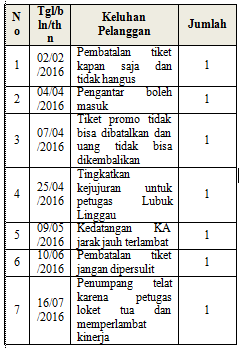 N
o
Tgl/b
ln/th
n
Keluhan
Pelanggan
Jumlah
1
02/02
/2016
Pembatalan tiket
kapan saja dan
tidak hangus
1
2
04/04
/2016
Pengantar boleh
masuk
1
3
07/04
/2016
Tiket promo tidak
bisa dibatalkan dan
uang tidak bisa
dikembalikan
1
4
25/04
/2016
Tingkatkan
kejujuran untuk
petugas Lubuk
Linggau
1
5
09/05
/2016
Kedatangan KA
jarak jauh terlambat
1
6
10/06
/2016
Pembatalan tiket
jangan dipersulit
1
7
16/07
/2016
Penumpang telat
karena petugas
loket tua dan
memperlambat
kinerja
1